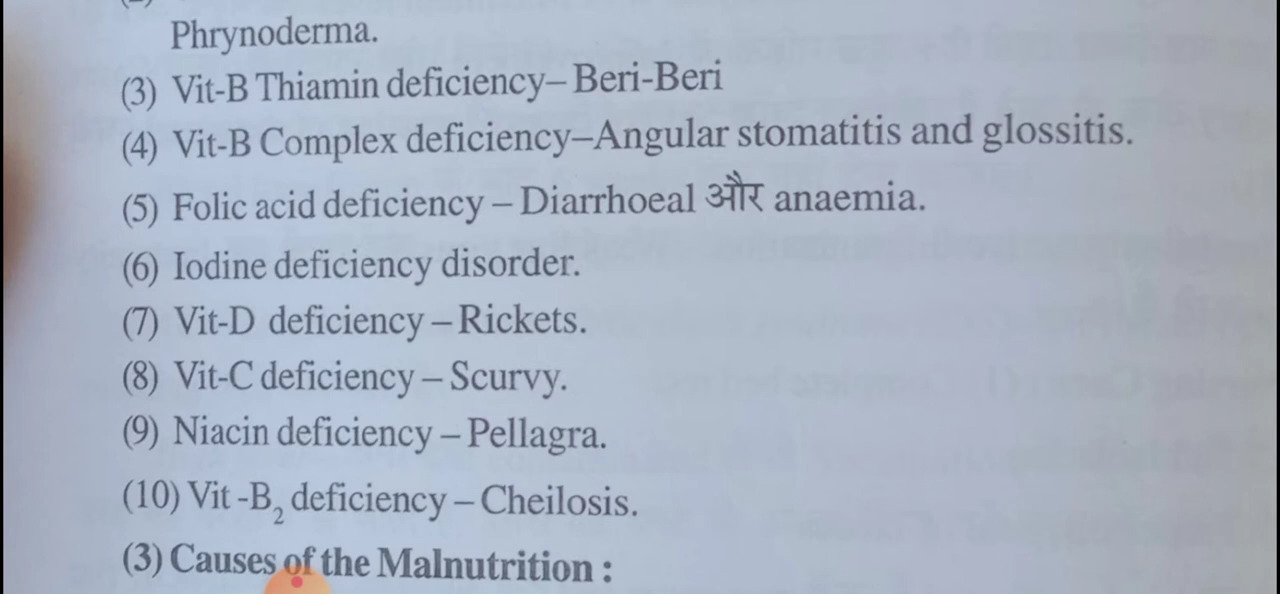 Phrynoderma.
(3) Vit-B Thiamin deficiency– Beri-Beri
(4) Vit-B Complex deficiency–Angular stomatitis and glossitis.
(5) Folic acid deficiency – Diarrhoeal और anaemia.
(6) Iodine deficiency disorder.
(7) Vit-D deficiency – Rickets.
(8) Vit-C deficiency – Scurvy.
(9) Niacin deficiency – Pellagra.
(10) Vit -B₂ deficiency – Cheilosis.
(3) Causes of the Malnutrition :